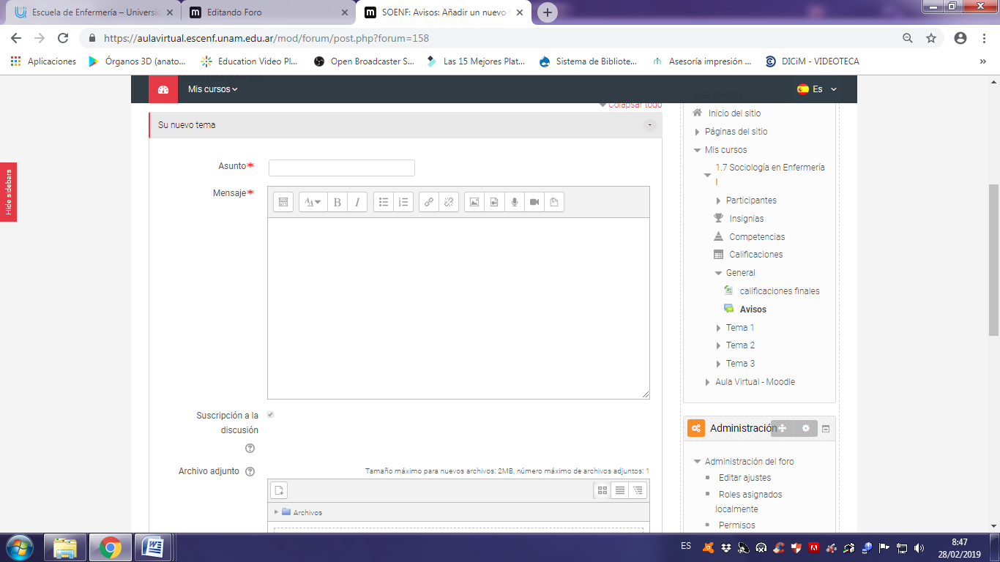 Escuela de Enfermería – Universid
Editando Foro
SOENF: Avisos: Añadir un nuevo
https://aulavirtual.escenf.unam.edu.ar/mod/forum/post.php?forum=158
Aplicaciones
Órganos 3D (anato...
Education Video Pl...
Open Broadcaster S...
Las 15 Mejores Plat...
Sistema de Bibliote...
Asesoría impresión ...
DICiM - VIDEOTECA
»
Mis cursos
Es
Colapsar todo
Su nuevo tema
-
Asunto*
Mensaje*
B
I
Suscripción a la
discusión
Archivo adjunto
Tamaño máximo para nuevos archivos: 2MB, número máximo de archivos adjuntos: 1
Archivos
Hide sidebars
Área personal
Inicio del sitio
Páginas del sitio
Mis cursos
1.7 Sociología en Enfermería
I
Participantes
Insignias
Competencias
Calificaciones
General
calificaciones finales
Avisos
Tema 1
Tema 2
Tema 3
Aula Virtual - Moodle
Administración
Administración del foro
Editar ajustes
Roles asignados
localmente
Permisos
ES
8:47
28/02/2019